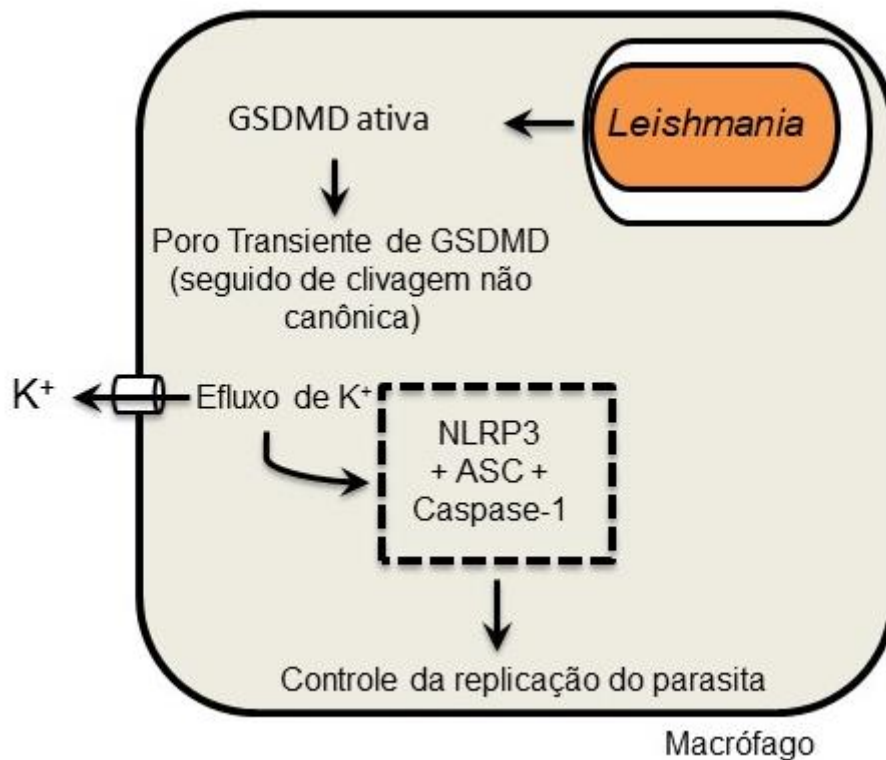 Leishmania
GSDMD ativa
Poro Transiente de GSDMD
(seguido de clivagem não
canônica)
K⁺
Efluxo de K⁺
NLRP3
+ ASC +
Caspase-1
Controle da replicação do parasita
Macrófago